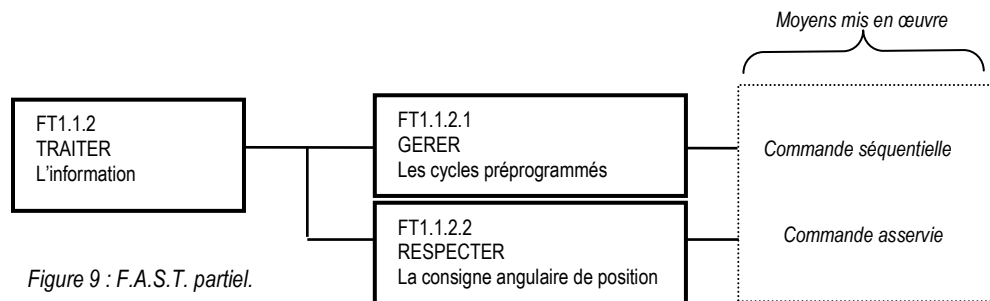 Moyens mis en œuvre
FT1.1.2
TRAITER
L'information
FT1.1.2.1
GERER
Les cycles préprogrammés
Commande séquentielle
FT1.1.2.2
RESPECTER
La consigne angulaire de position
Commande asservie
Figure 9 : F.A.S.T. partiel.